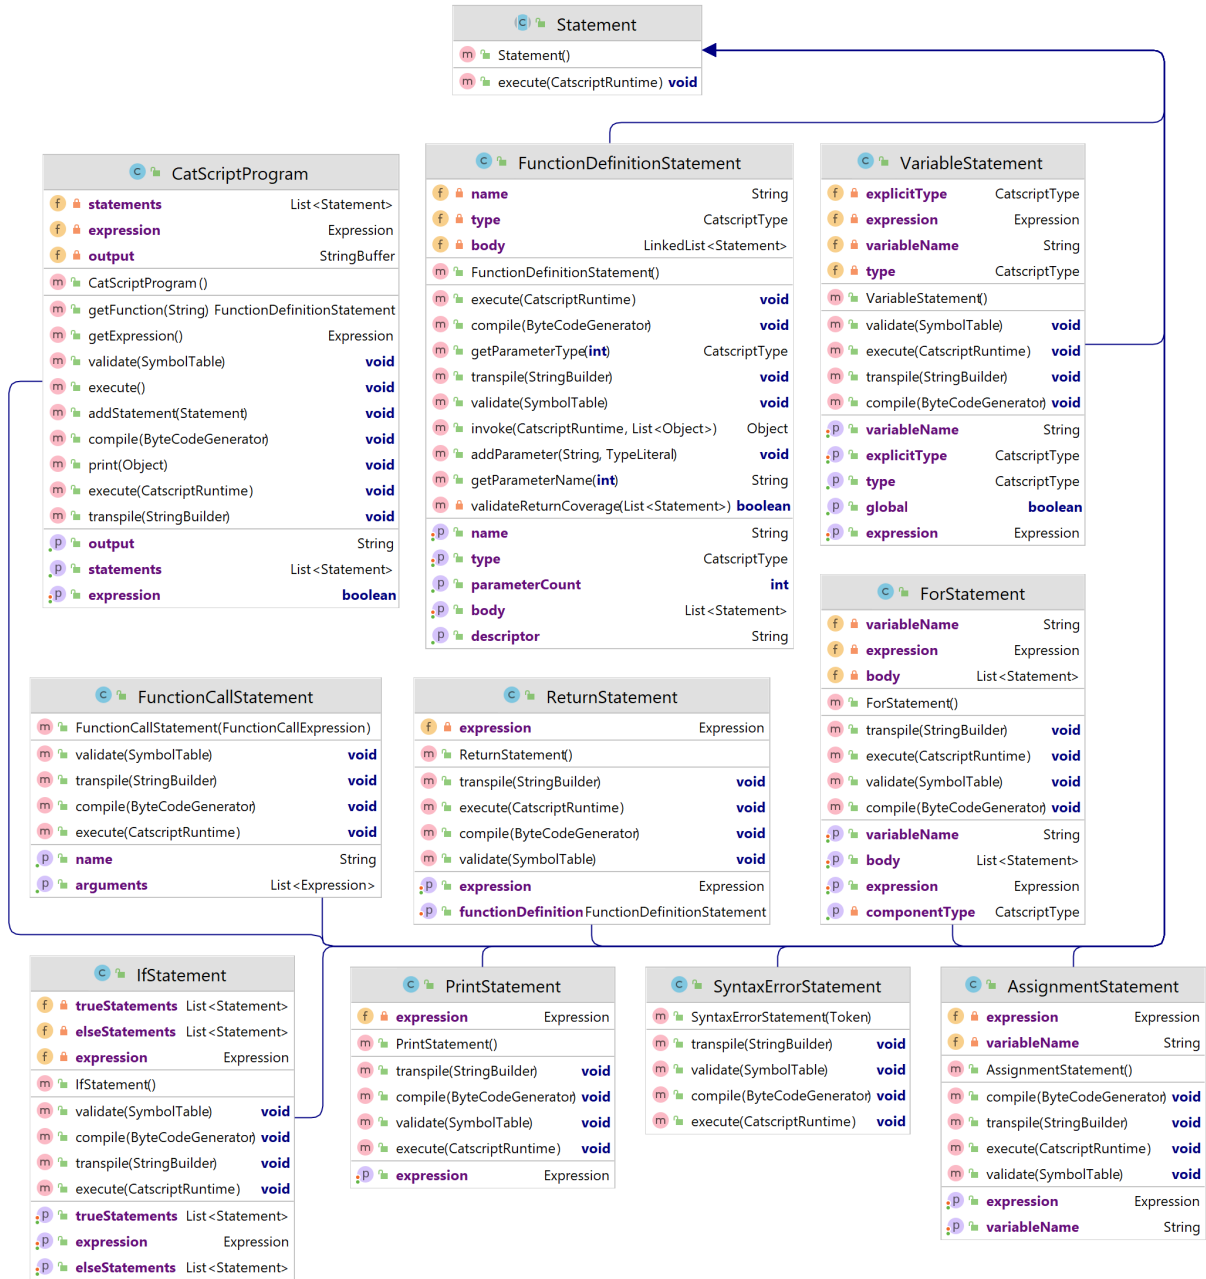 Statement
Statement()
execute(CatscriptRuntime) void
CatScriptProgram
statements List<Statement>
expression Expression
output StringBuffer
CatScriptProgram()
getFunction(String) FunctionDefinitionStatement
getExpression() Expression
validate(SymbolTable) void
execute() void
addStatement(Statement) void
compile(ByteCodeGenerator) void
print(Object) void
execute(CatscriptRuntime) void
transpile(StringBuilder) void
output String
statements List<Statement>
expression boolean
FunctionDefinitionStatement
name String
type CatscriptType
body LinkedList<Statement>
FunctionDefinitionStatement()
execute(CatscriptRuntime) void
compile(ByteCodeGenerator) void
getParameterType(int) CatscriptType
transpile(StringBuilder) void
validate(SymbolTable) void
invoke(CatscriptRuntime, List<Object>) Object
addParameter(String, TypeLiteral) void
getParameterName(int) String
validateReturnCoverage(List<Statement>) boolean
name String
type CatscriptType
parameterCount int
body List<Statement>
descriptor String
VariableStatement
explicitType CatscriptType
expression Expression
variableName String
type CatscriptType
VariableStatement()
validate(SymbolTable) void
execute(CatscriptRuntime) void
transpile(StringBuilder) void
compile(ByteCodeGenerator) void
variableName String
explicitType CatscriptType
type CatscriptType
global boolean
expression Expression
ForStatement
variableName String
expression Expression
body List<Statement>
ForStatement()
transpile(StringBuilder) void
execute(CatscriptRuntime) void
validate(SymbolTable) void
compile(ByteCodeGenerator) void
variableName String
body List<Statement>
expression Expression
componentType CatscriptType
FunctionCallStatement
FunctionCallStatement(FunctionCallExpression)
validate(SymbolTable) void
transpile(StringBuilder) void
compile(ByteCodeGenerator) void
execute(CatscriptRuntime) void
name String
arguments List<Expression>
ReturnStatement
expression Expression
ReturnStatement()
transpile(StringBuilder) void
execute(CatscriptRuntime) void
compile(ByteCodeGenerator) void
validate(SymbolTable) void
expression Expression
functionDefinition FunctionDefinitionStatement
IfStatement
trueStatements List<Statement>
elseStatements List<Statement>
expression Expression
IfStatement()
validate(SymbolTable) void
compile(ByteCodeGenerator) void
transpile(StringBuilder) void
execute(CatscriptRuntime) void
trueStatements List<Statement>
expression Expression
elseStatements List<Statement>
PrintStatement
expression Expression
PrintStatement()
transpile(StringBuilder) void
compile(ByteCodeGenerator) void
validate(SymbolTable) void
execute(CatscriptRuntime) void
expression Expression
SyntaxErrorStatement
SyntaxErrorStatement(Token)
transpile(StringBuilder) void
validate(SymbolTable) void
compile(ByteCodeGenerator) void
execute(CatscriptRuntime) void
AssignmentStatement
expression Expression
variableName String
AssignmentStatement()
compile(ByteCodeGenerator) void
transpile(StringBuilder) void
execute(CatscriptRuntime) void
validate(SymbolTable) void
expression Expression
variableName String